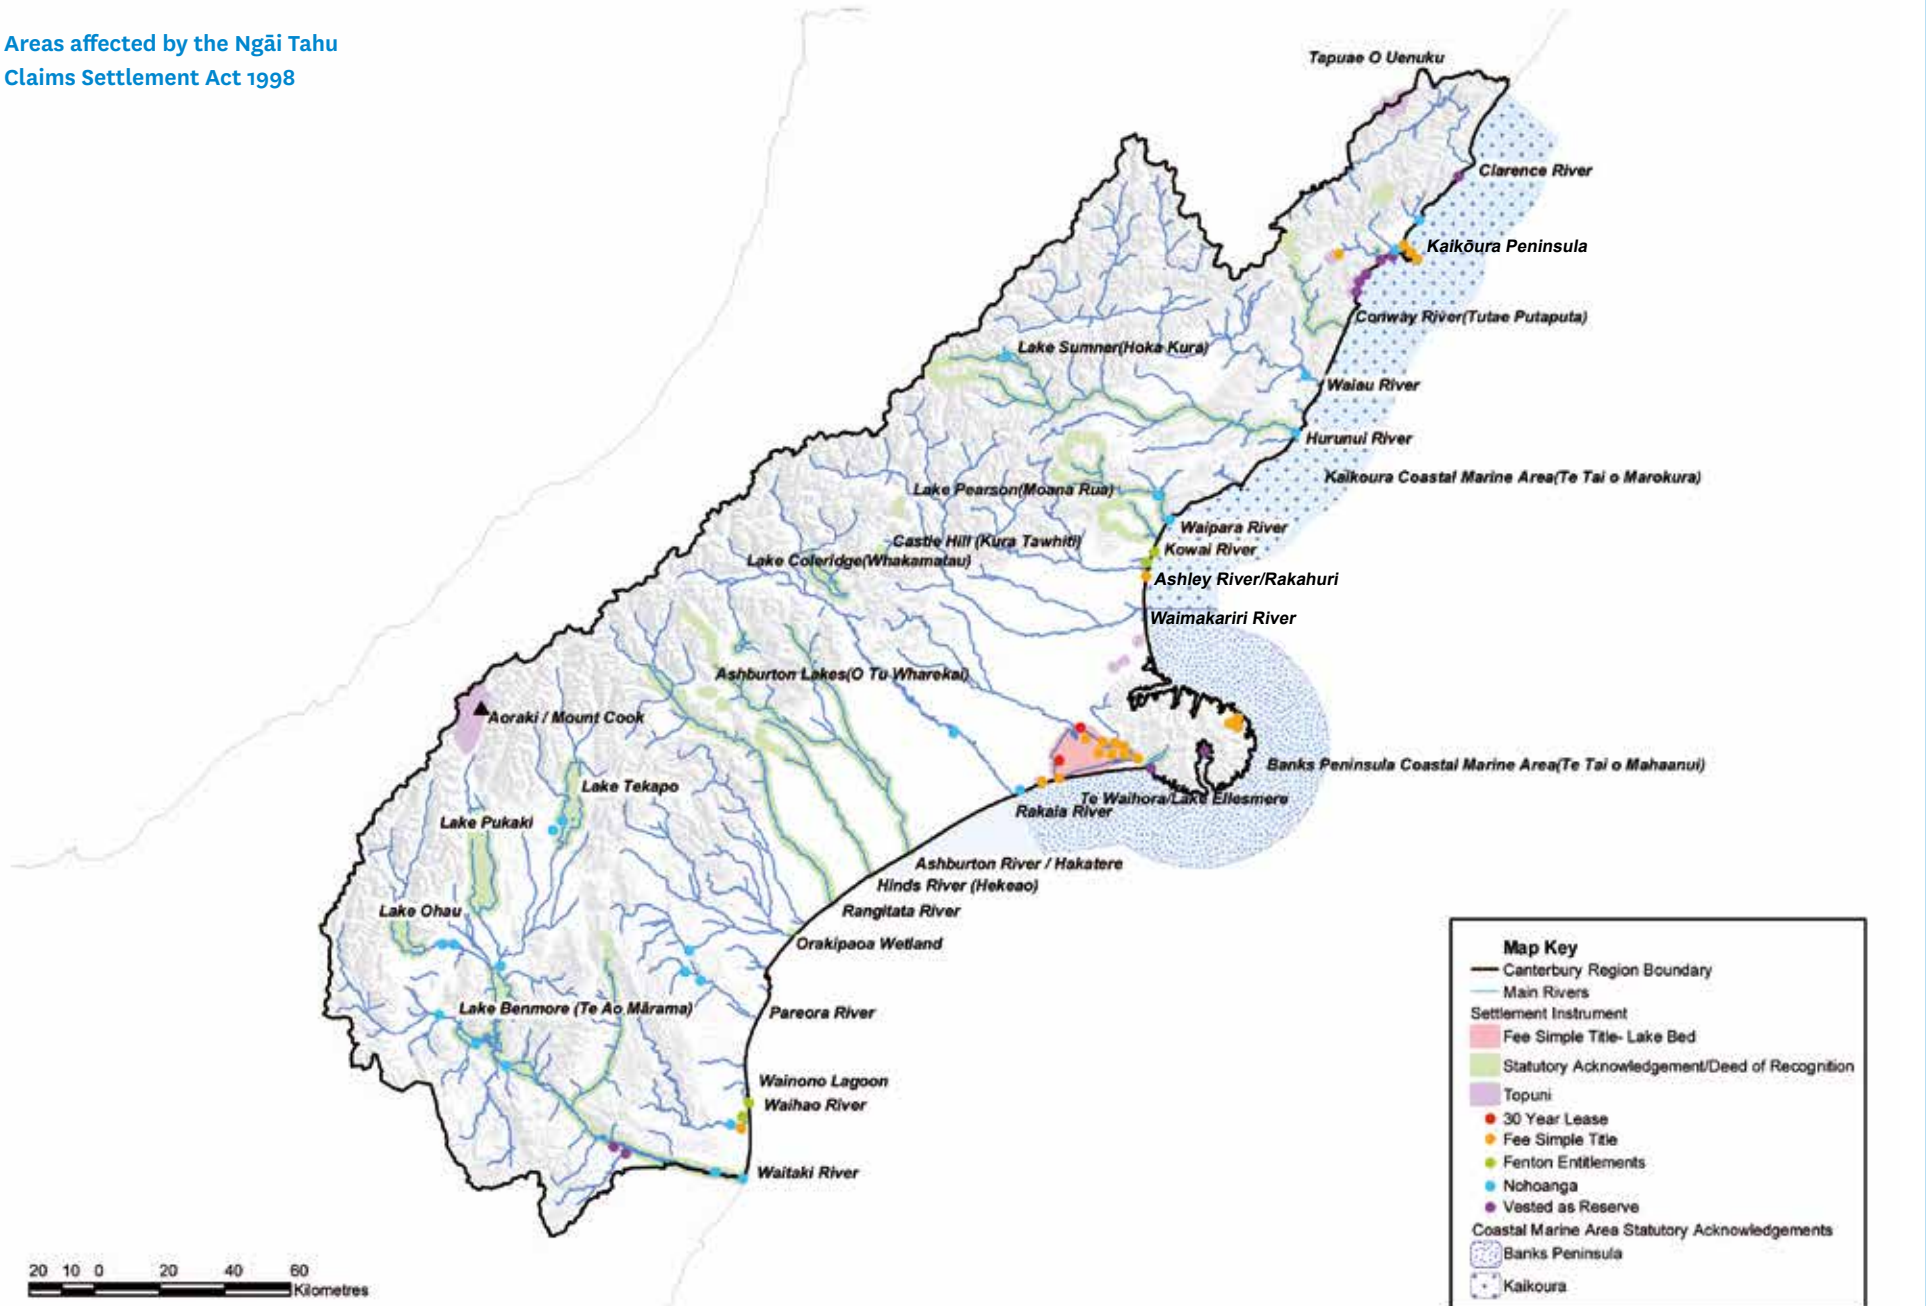 Areas affected by the Ngāi Tahu
Claims Settlement Act 1998
Tapuae O Uenuku
Clarence River
Kaikōura Peninsula
Conway River(Tutae Putaputa)
Lake Sumner(Hoka Kura)
Waiau River
Hurunui River
Kaikoura Coastal Marine Area(Te Tai o Marokura)
Lake Pearson(Moana Rua)
Waipara River
Castle Hill (Kura Tawhiti)
Kowai River
Lake Coleridge(Whakamatau)
Ashley River/Rakahuri
Waimakariri River
Ashburton Lakes(O Tu Wharekai)
Aoraki / Mount Cook
Banks Peninsula Coastal Marine Area(Te Tai o Mahaanui)
Lake Tekapo
Te Waihora/Lake Ellesmere
Rakaia River
Lake Pukaki
Ashburton River / Hakatere
Hinds River (Hekeao)
Lake Ohau
Rangitata River
Orakipaoa Wetland
Lake Benmore (Te Ao Mārama)
Pareora River
Wainono Lagoon
Waihao River
Waitaki River
Map Key
Canterbury Region Boundary
Main Rivers
Settlement Instrument
Fee Simple Title- Lake Bed
Statutory Acknowledgement/Deed of Recognition
Topuni
30 Year Lease
Fee Simple Title
Fenton Entitlements
Nohoanga
Vested as Reserve
Coastal Marine Area Statutory Acknowledgements
Banks Peninsula
Kaikoura
20 10 0 20 40 60
Kilometres